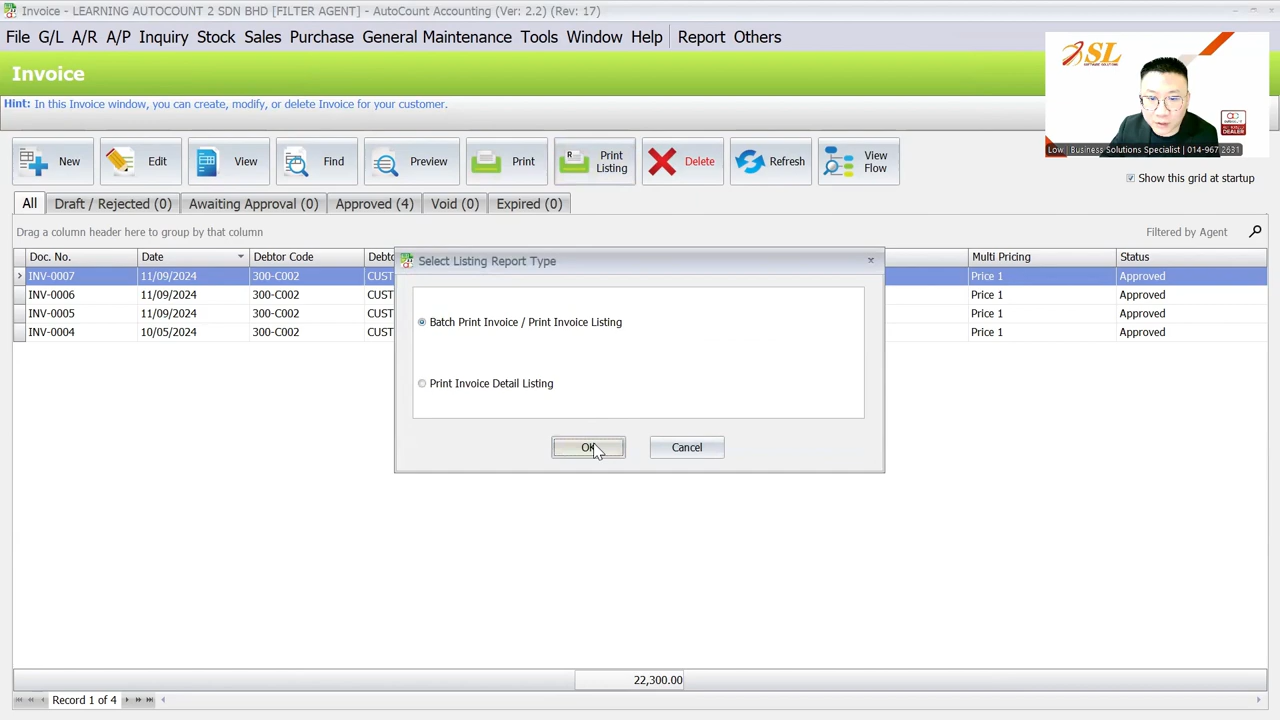 Invoice - LEARNING AUTOCOUNT 2 SDN BHD [FILTER AGENT] - AutoCount Accounting (Ver: 2.2) (Rev: 17)
File G/L A/R A/P Inquiry Stock Sales Purchase General Maintenance Tools Window Help Report Others
Invoice
Hint: In this Invoice window, you can create, modify, or delete Invoice for your customer.
SL
SOFTWARE SOLUTIONS
DEALER
Low | Business Solutions Specialist | 014-967 2631
New Edit View Find Preview Print Print Listing Delete Refresh View Flow
Show this grid at startup
All Draft / Rejected (0) Awaiting Approval (0) Approved (4) Void (0) Expired (0)
Drag a column header here to group by that column Filtered by Agent
Doc. No. Date Debtor Code Debto Multi Pricing Status
INV-0007 11/09/2024 300-C002 CUST Price 1 Approved
INV-0006 11/09/2024 300-C002 CUST Price 1 Approved
INV-0005 11/09/2024 300-C002 CUST Price 1 Approved
INV-0004 10/05/2024 300-C002 CUST Price 1 Approved
Select Listing Report Type
Batch Print Invoice / Print Invoice Listing
Print Invoice Detail Listing
OK Cancel
22,300.00
Record 1 of 4